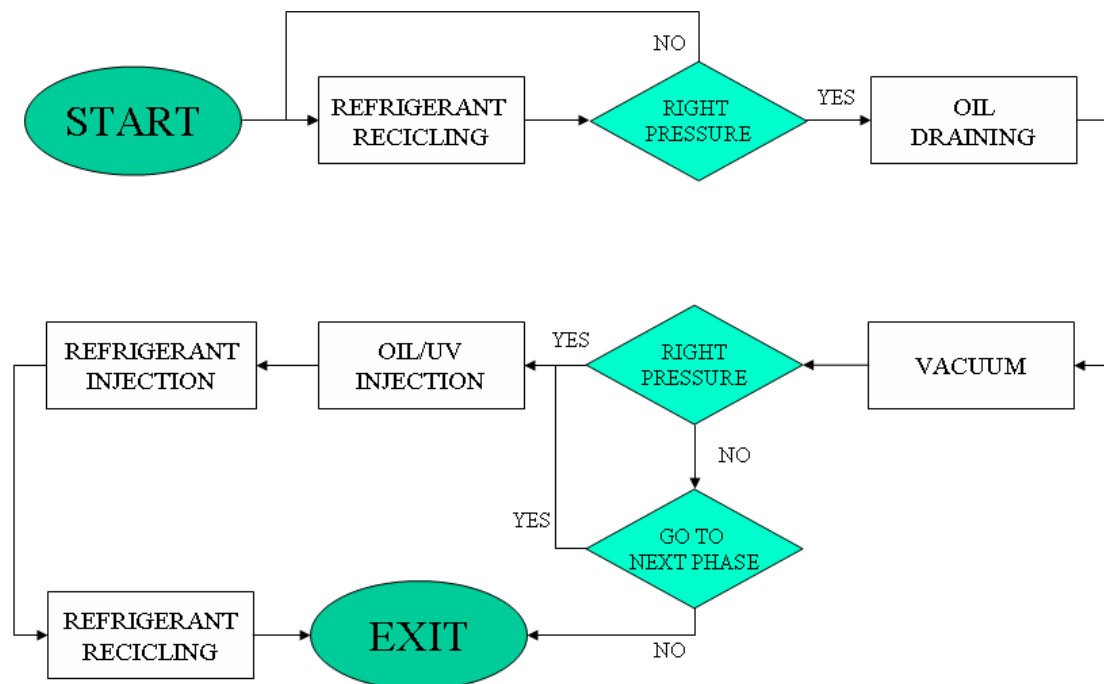 START
REFRIGERANT
RECICLING
NO
RIGHT
PRESSURE
YES
OIL
DRAINING
REFRIGERANT
INJECTION
OIL/UV
INJECTION
YES
RIGHT
PRESSURE
VACUUM
NO
YES
GO TO
NEXT PHASE
REFRIGERANT
RECICLING
EXIT
NO